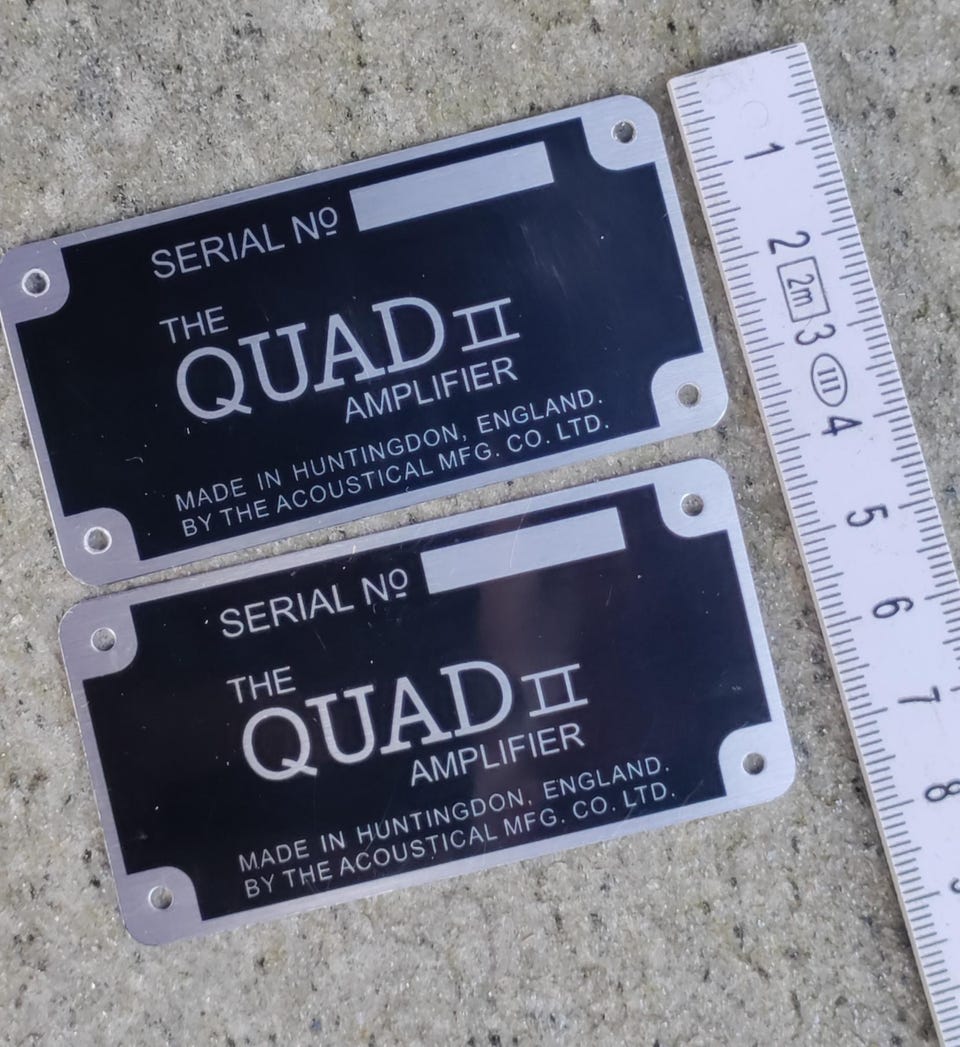 SERIAL Nº
THE
QUAD II
AMPLIFIER
MADE IN HUNTINGDON, ENGLAND.
BY THE ACOUSTICAL MFG. CO. LTD.
SERIAL Nº
THE
QUAD II
AMPLIFIER
MADE IN HUNTINGDON, ENGLAND.
BY THE ACOUSTICAL MFG. CO. LTD.
1
2
2m
3
III
4
5
6
7
8
9